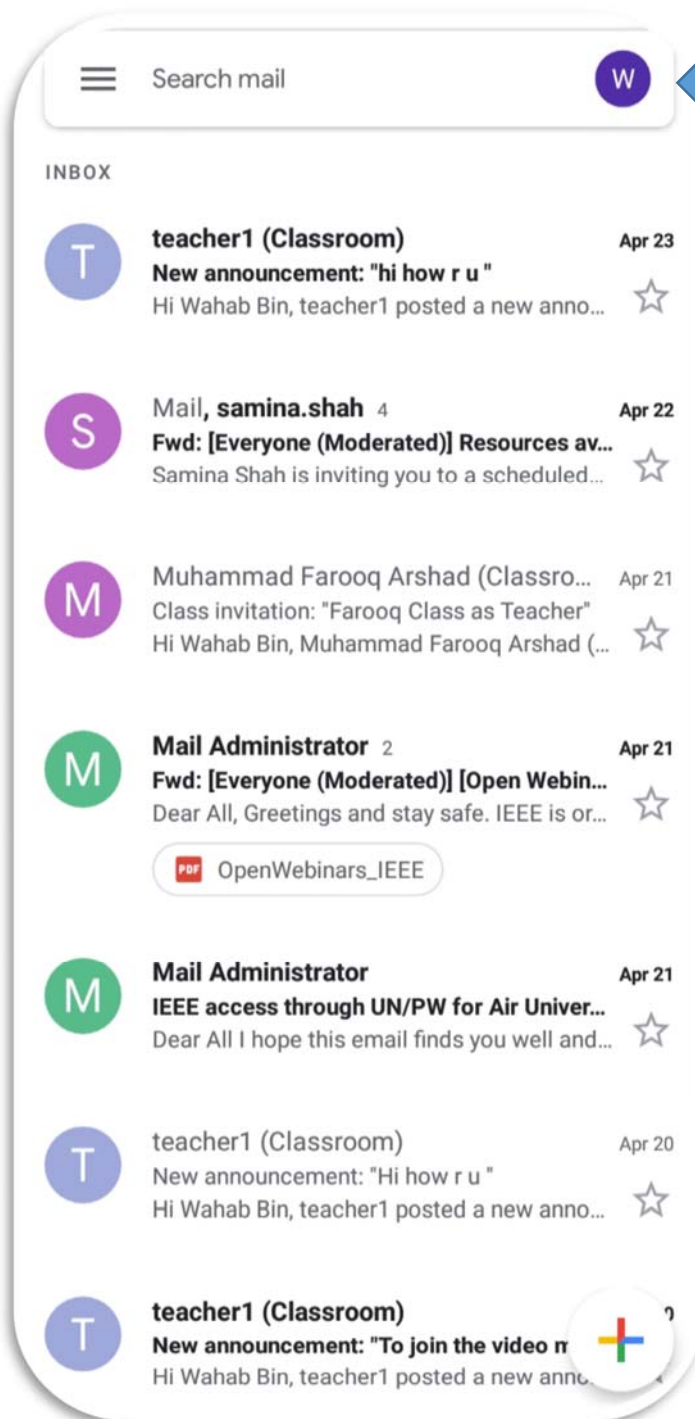 Search mail
W
INBOX
T
teacher1 (Classroom)
Apr 23
New announcement: "hi how r u "
Hi Wahab Bin, teacher1 posted a new anno...
S
Mail, samina.shah 4
Apr 22
Fwd: [Everyone (Moderated)] Resources av...
Samina Shah is inviting you to a scheduled...
M
Muhammad Farooq Arshad (Classro...
Apr 21
Class invitation: "Farooq Class as Teacher"
Hi Wahab Bin, Muhammad Farooq Arshad (...
M
Mail Administrator 2
Apr 21
Fwd: [Everyone (Moderated)] [Open Webin...
Dear All, Greetings and stay safe. IEEE is or...
PDF OpenWebinars_IEEE
M
Mail Administrator
Apr 21
IEEE access through UN/PW for Air Univer...
Dear All I hope this email finds you well and...
T
teacher1 (Classroom)
Apr 20
New announcement: "Hi how r u "
Hi Wahab Bin, teacher1 posted a new anno...
T
teacher1 (Classroom)
New announcement: "To join the video
Hi Wahab Bin, teacher1 posted a new